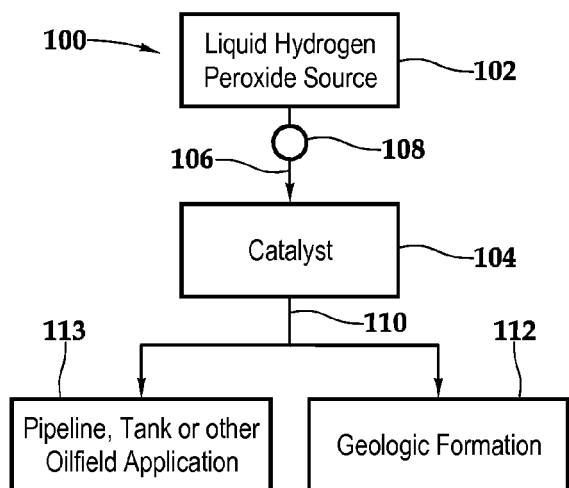 100
Liquid Hydrogen
Peroxide Source
102
108
106
Catalyst
104
110
113
112
Pipeline, Tank or other
Oilfield Application
Geologic Formation